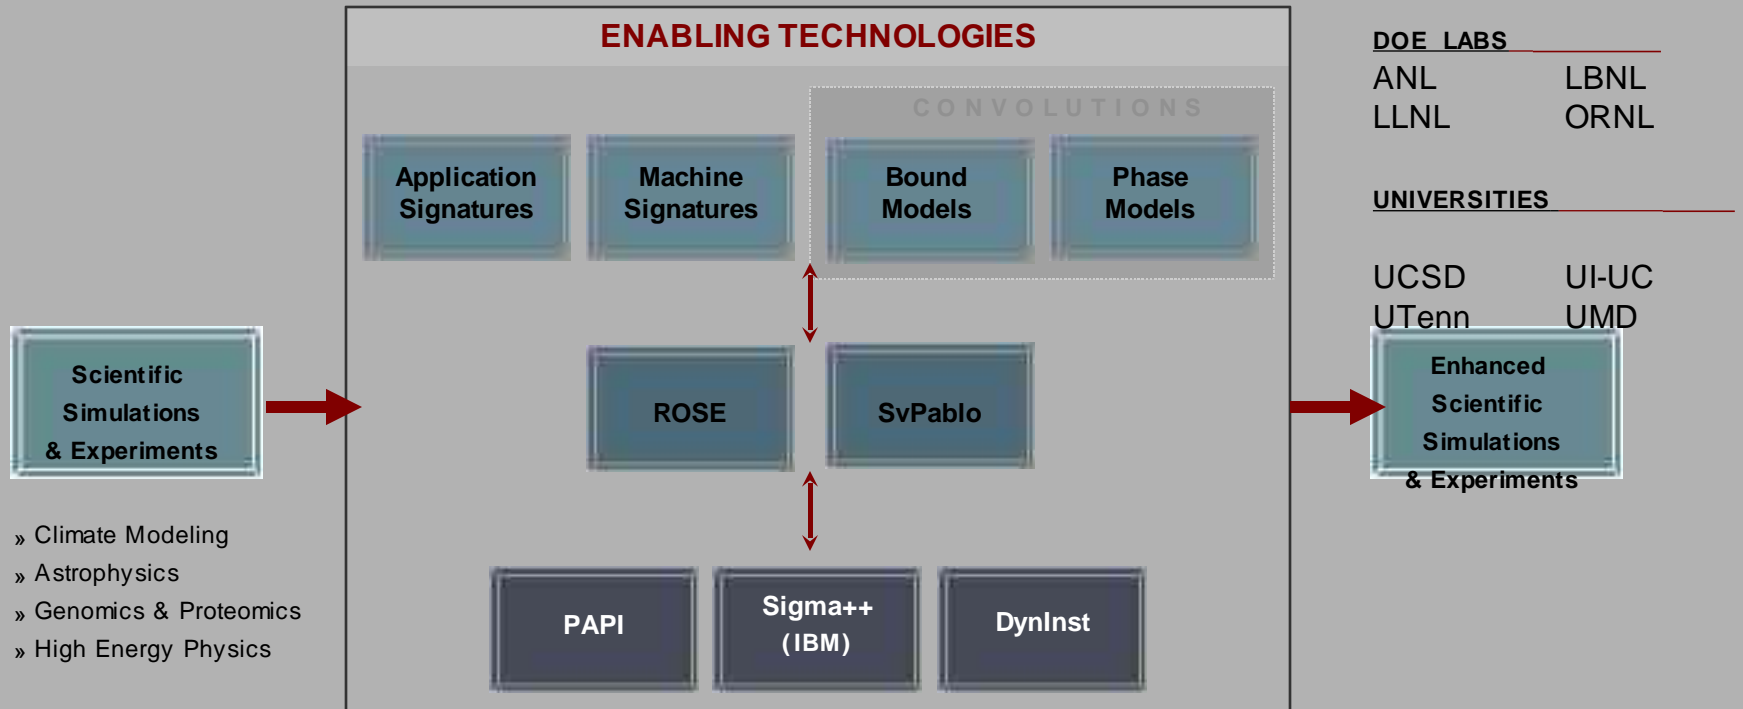 ENABLING TECHNOLOGIES
CONVOLUTIONS
Application
Signatures
Machine
Signatures
Bound
Models
Phase
Models
ROSE
SvPablo
PAPI
Sigma++
(IBM)
DynInst
Scientific
Simulations
& Experiments
» Climate Modeling
» Astrophysics
» Genomics & Proteomics
» High Energy Physics
DOE LABS
ANL LBNL
LLNL ORNL
UNIVERSITIES
UCSD UI-UC
UTenn UMD
Enhanced
Scientific
Simulations
& Experiments